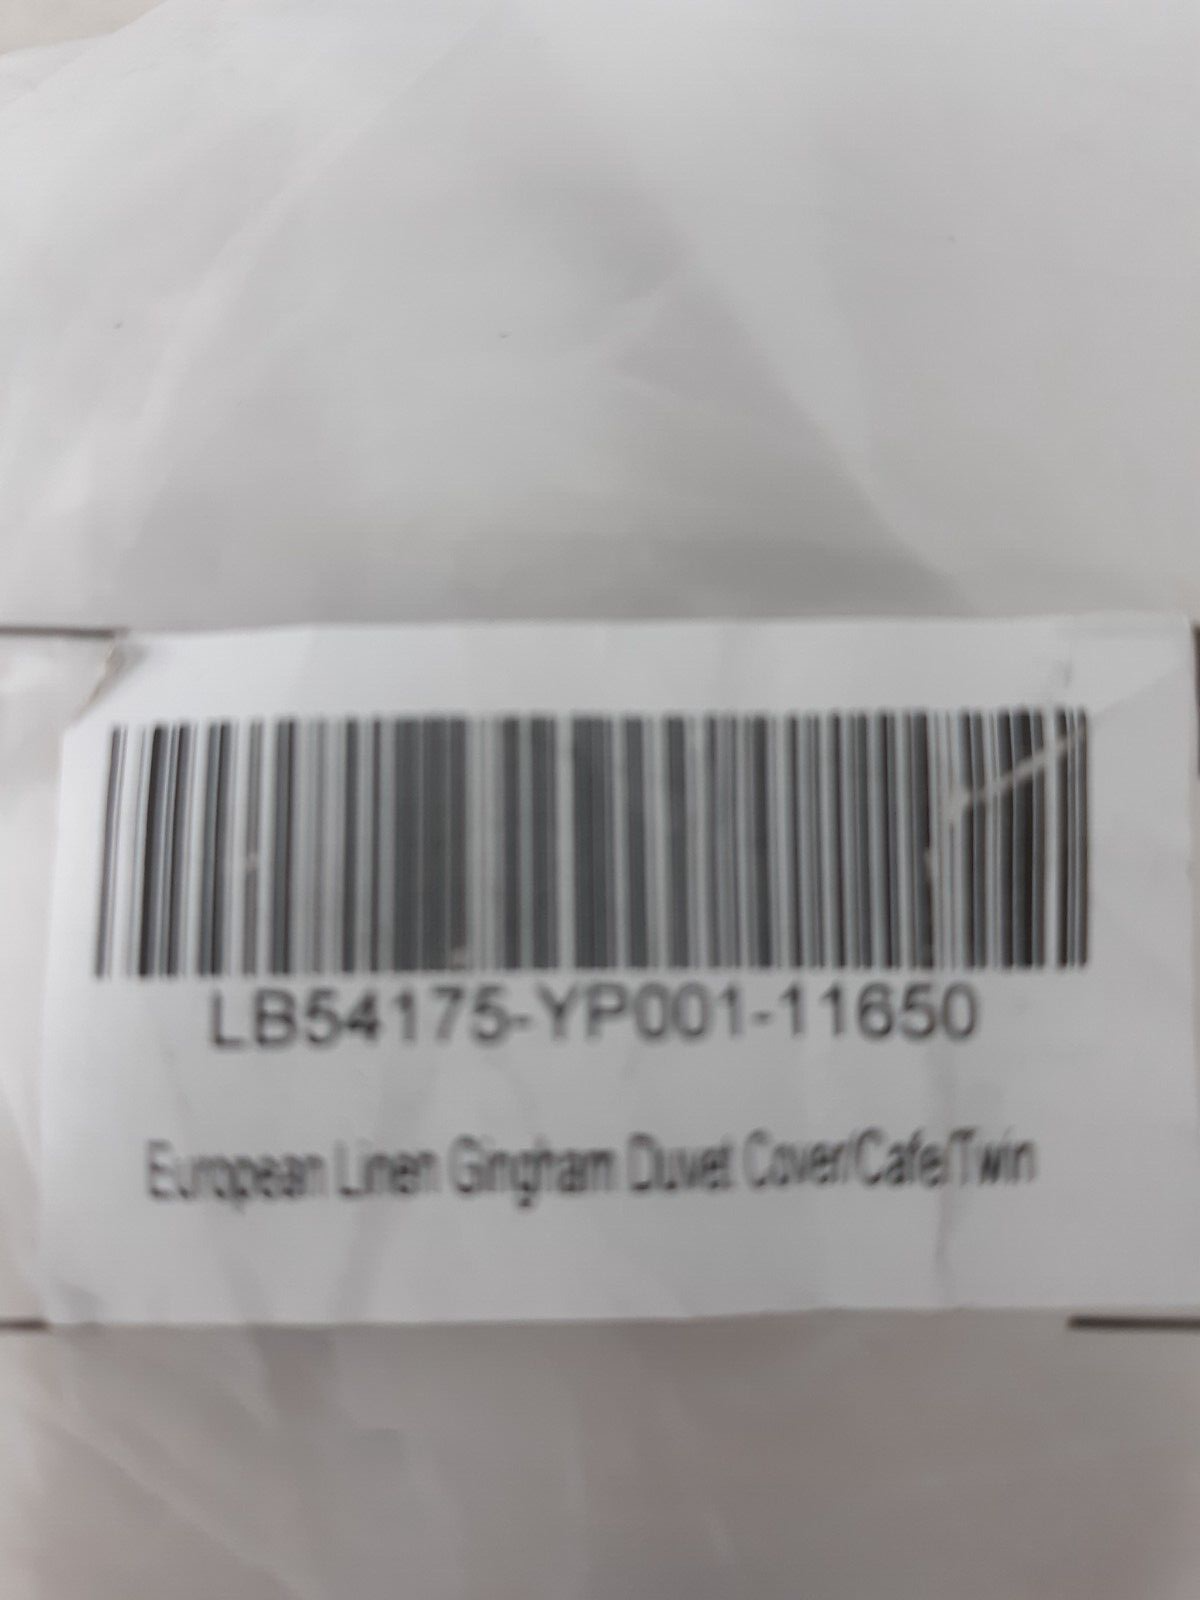 LB54175-YP001-11650
European Linen Gingham Duvet Cover/Cafe/Twin